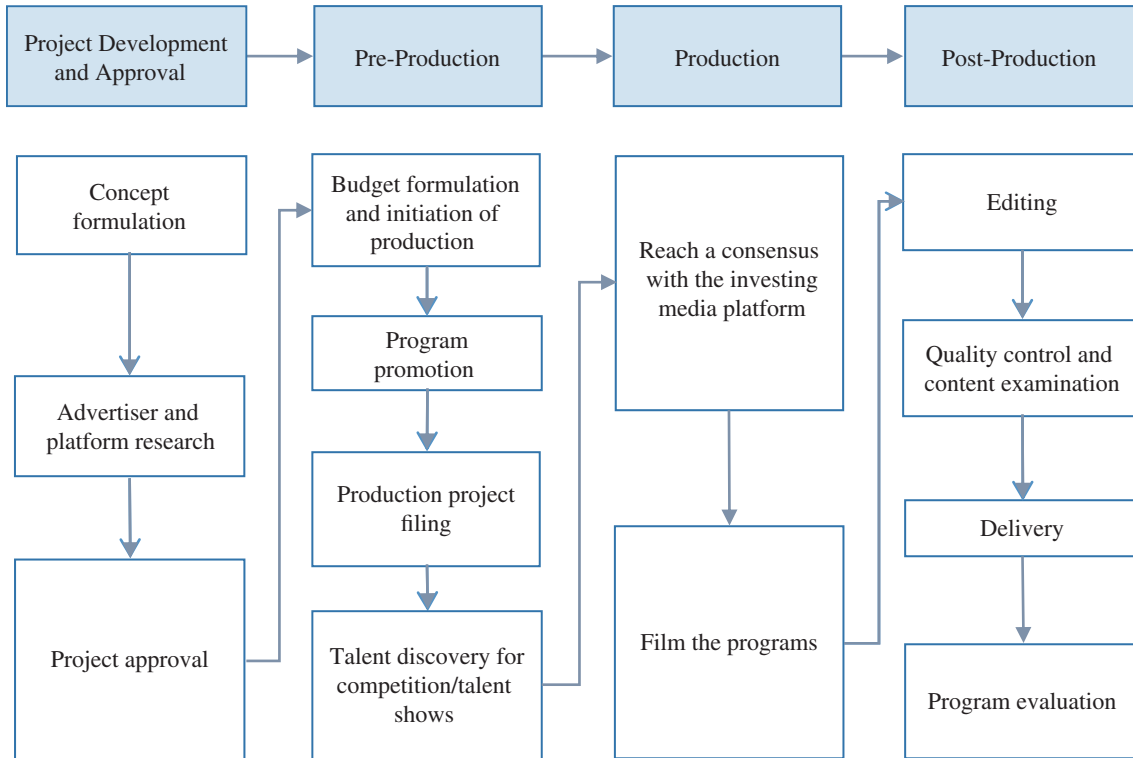 Project Development
and Approval
Pre-Production
Production
Post-Production
Concept
formulation
Advertiser and
platform research
Project approval
Budget formulation
and initiation of
production
Program
promotion
Production project
filing
Talent discovery for
competition/talent
shows
Reach a consensus
with the investing
media platform
Film the programs
Editing
Quality control and
content examination
Delivery
Program evaluation